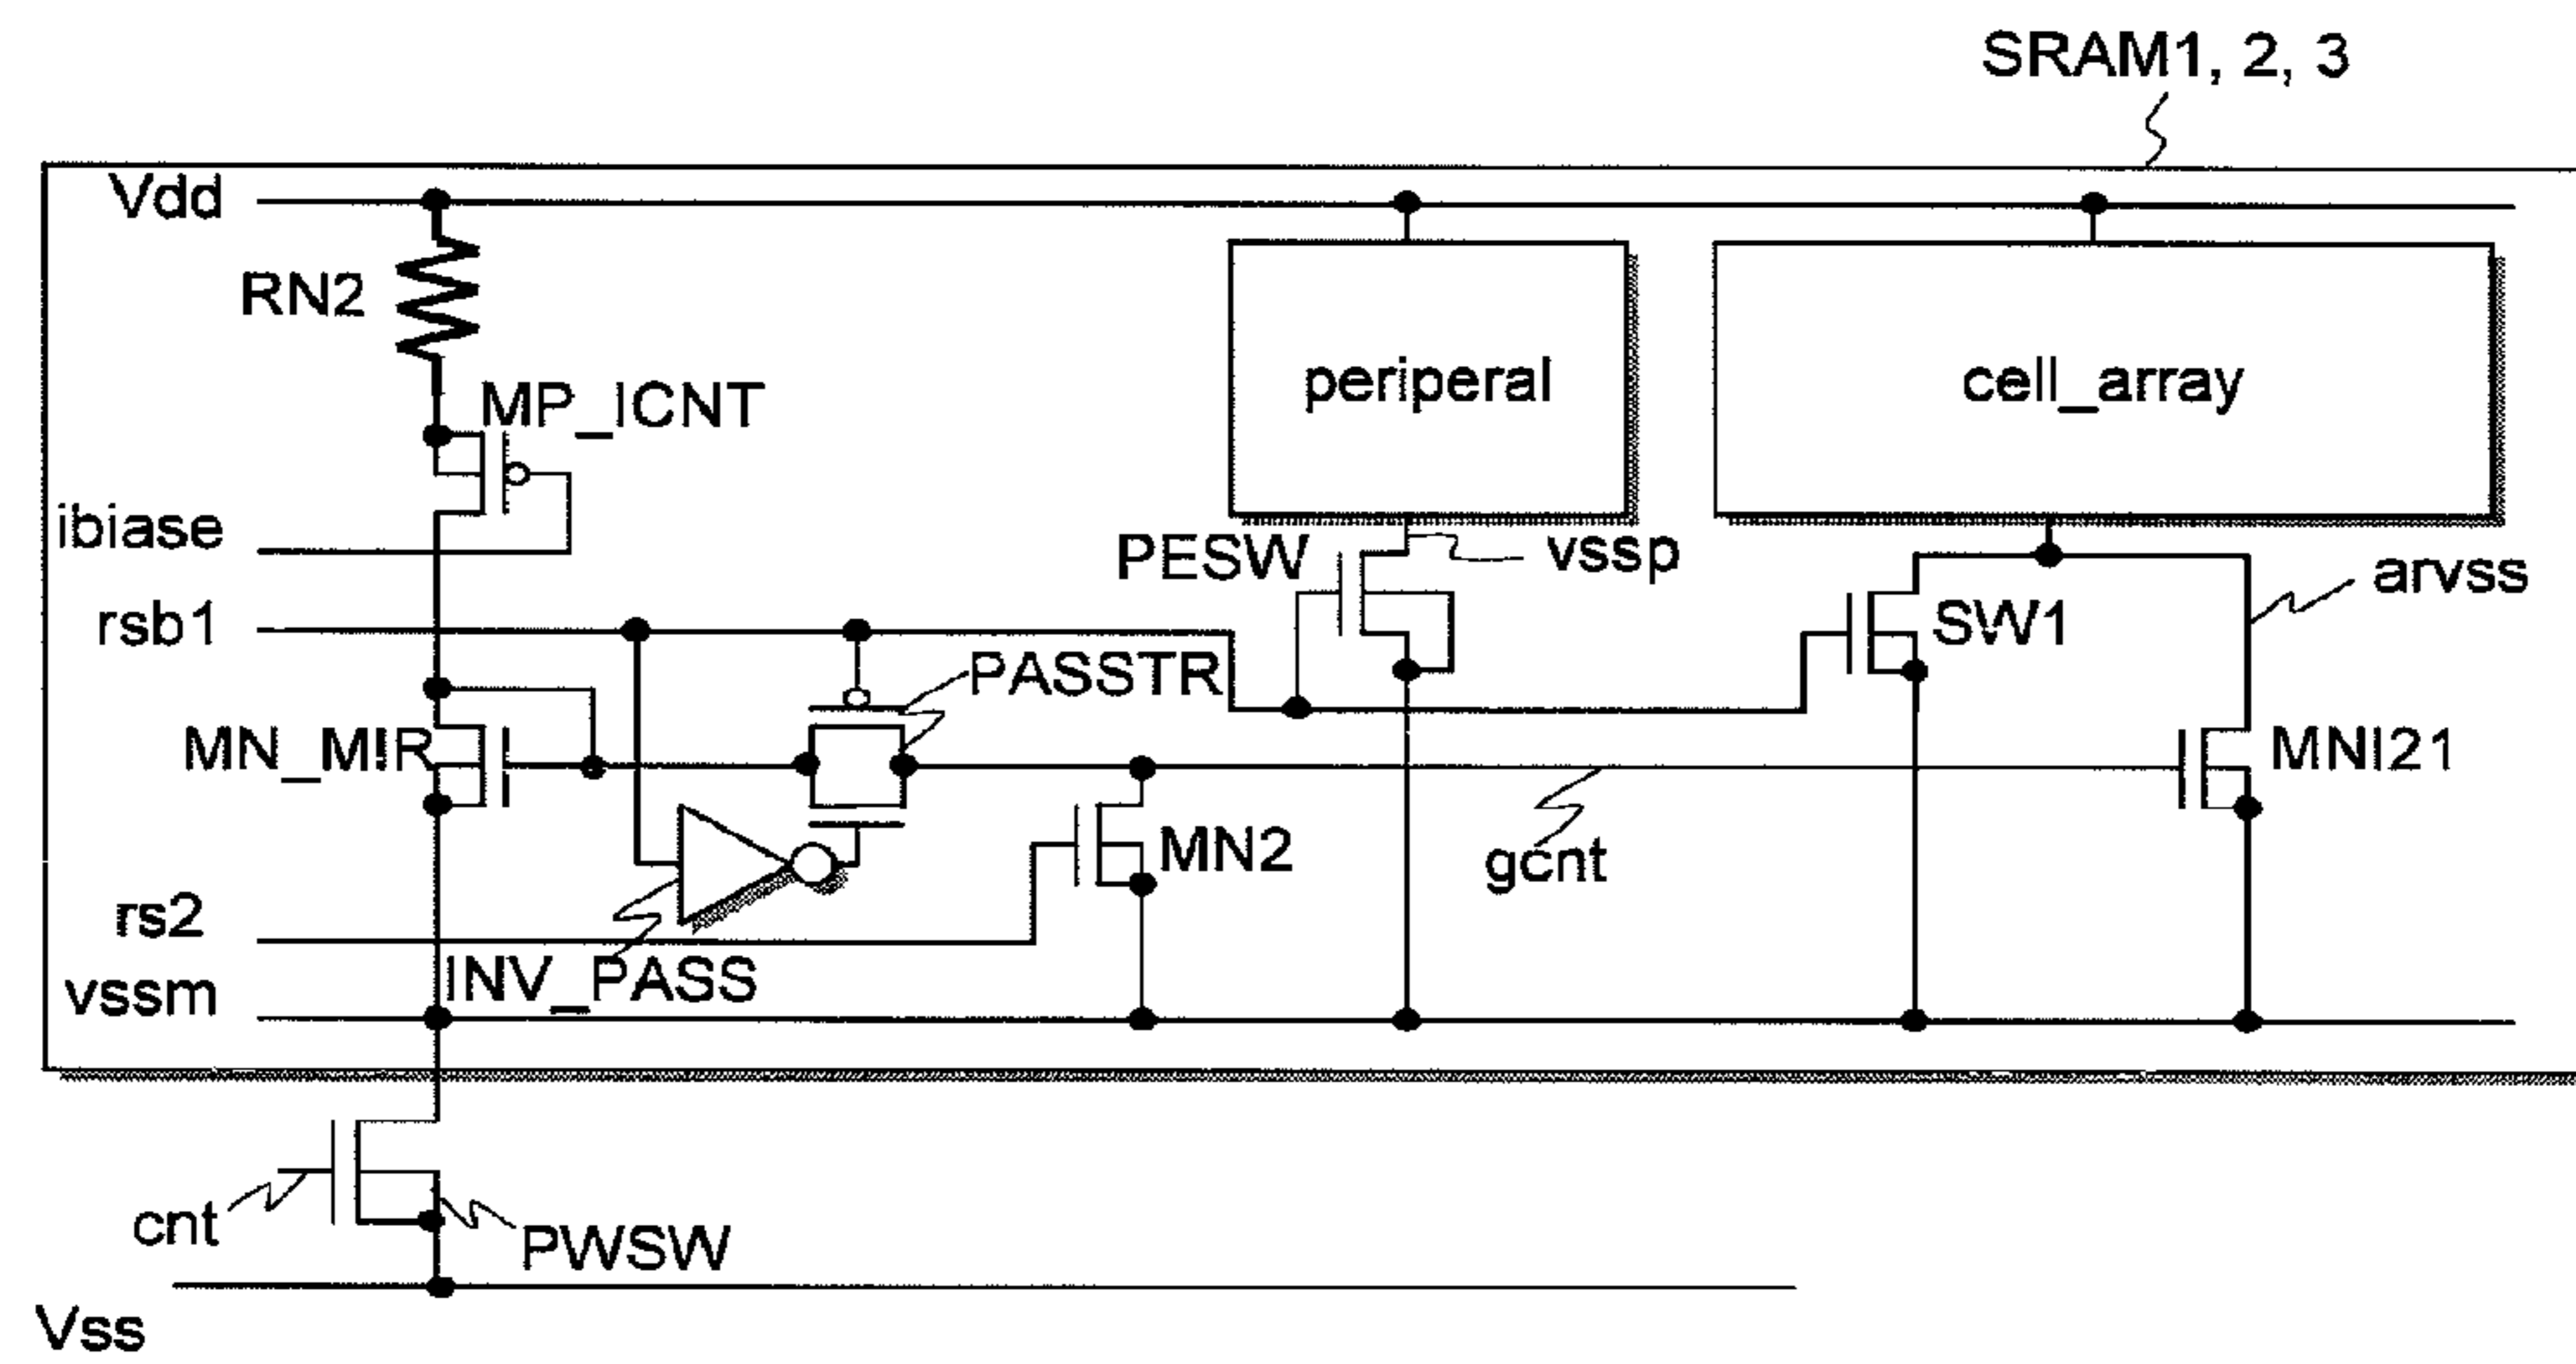 SRAM1, 2, 3
Vdd
RN2
MP_ICNT
periperal
cell_array
ibiase
PESW
vssp
arvss
rsb1
SW1
PASSTR
MN_MIR
MNI21
MN2
gcnt
rs2
INV_PASS
vssm
cnt
PWSW
Vss